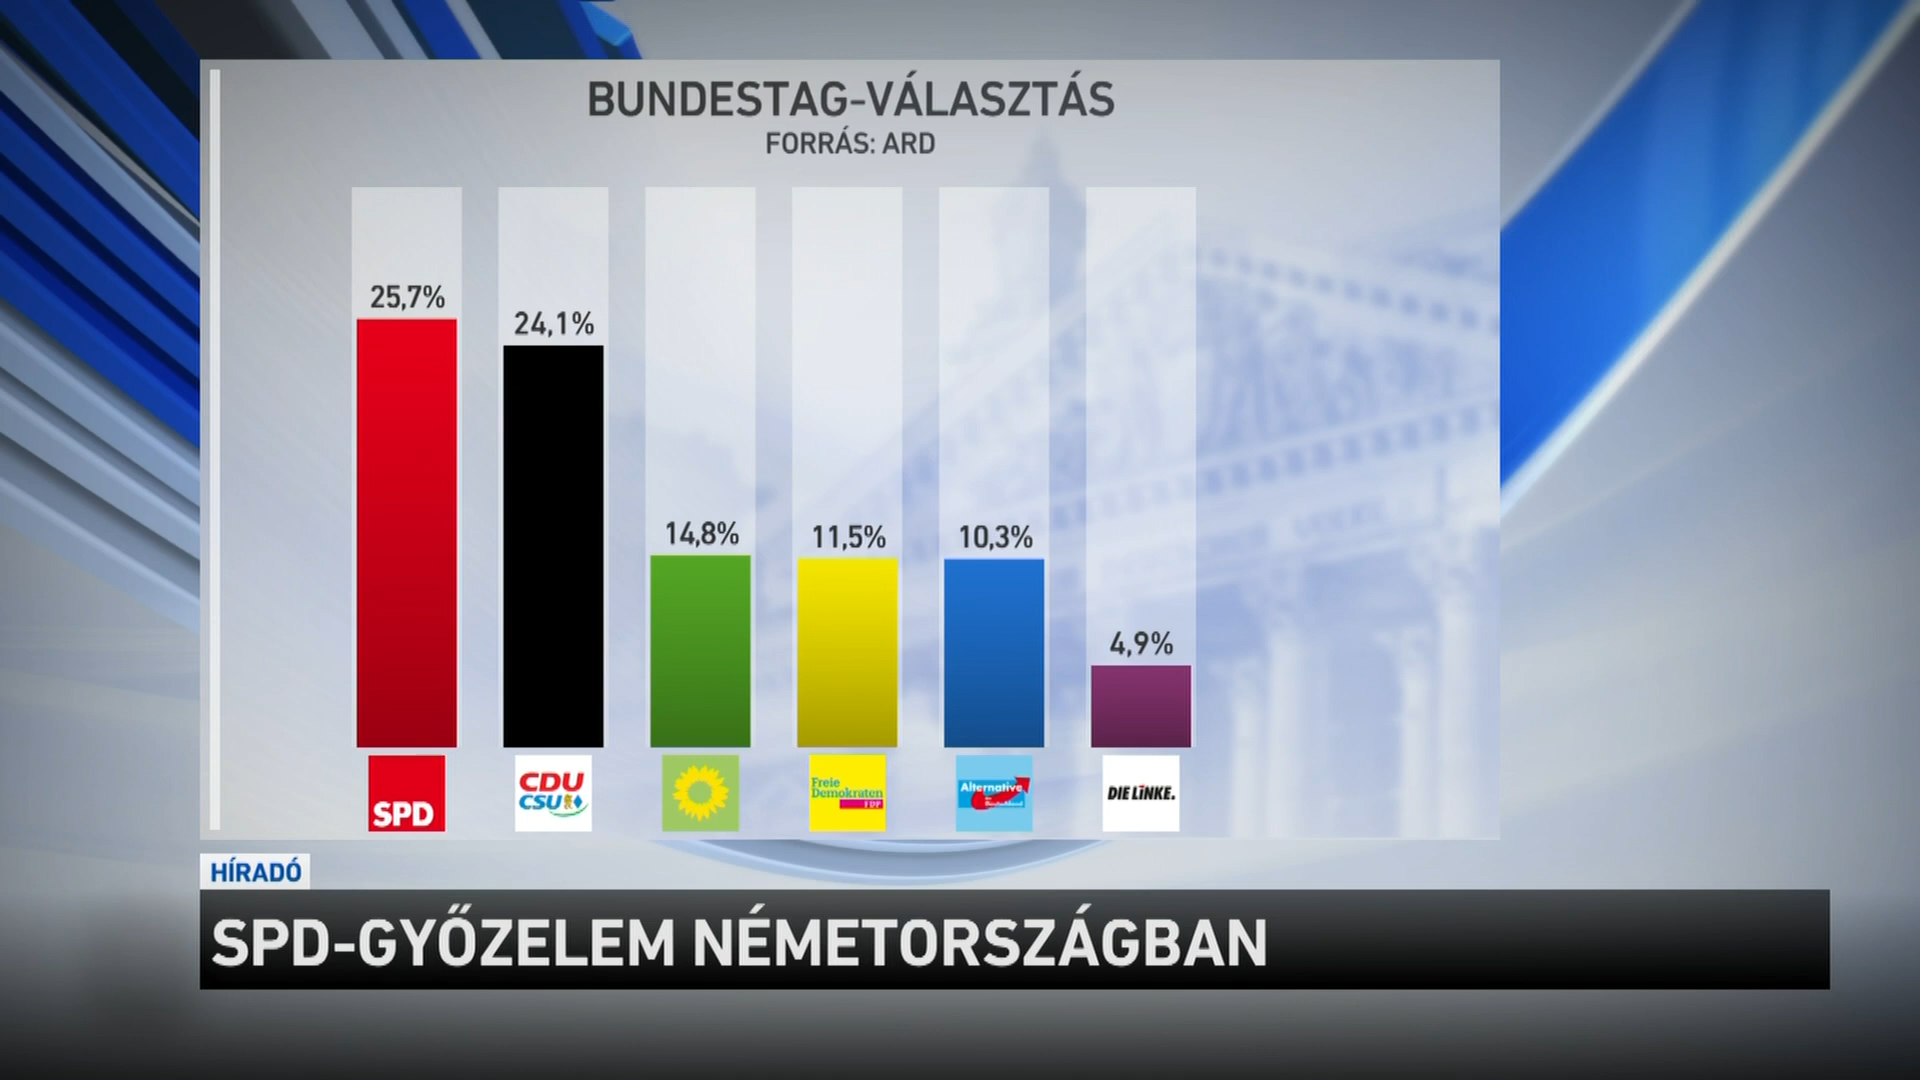 BUNDESTAG-VÁLASZTÁS
FORRÁS: ARD
25,7%
24,1%
14,8%
11,5%
10,3%
4,9%
SPD
CDU
CSU
Freie
Demokraten
FDP
Alternative
DIE LINKE.
HÍRADÓ
SPD-GYŐZELEM NÉMETORSZÁGBAN